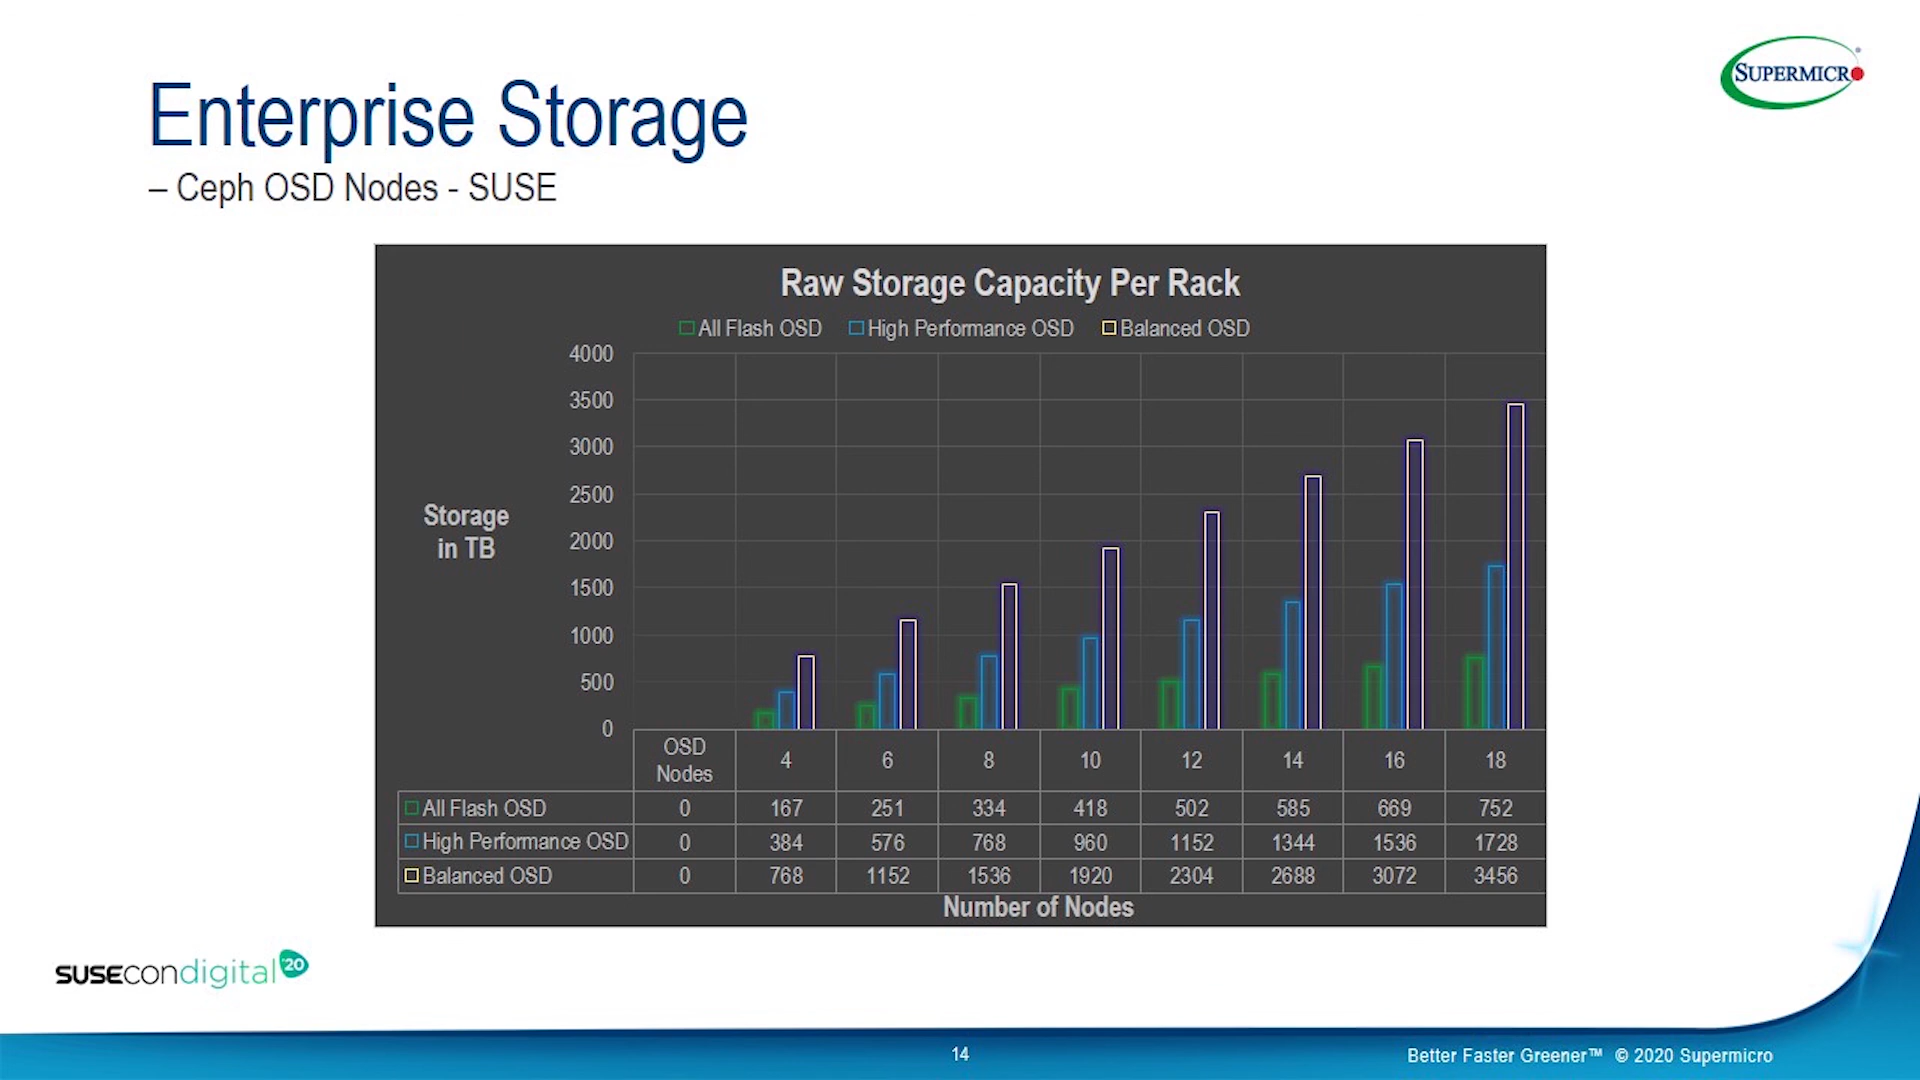 SUPERMICRO
Enterprise Storage
– Ceph OSD Nodes - SUSE
Raw Storage Capacity Per Rack
All Flash OSD High Performance OSD Balanced OSD
4000
3500
3000
2500
2000
1500
1000
500
0
Storage
in TB
OSD
Nodes 4 6 8 10 12 14 16 18
All Flash OSD 0 167 251 334 418 502 585 669 752
High Performance OSD 0 384 576 768 960 1152 1344 1536 1728
Balanced OSD 0 768 1152 1536 1920 2304 2688 3072 3456
Number of Nodes
SUSEcondigital '20
14
Better Faster Greener™ © 2020 Supermicro